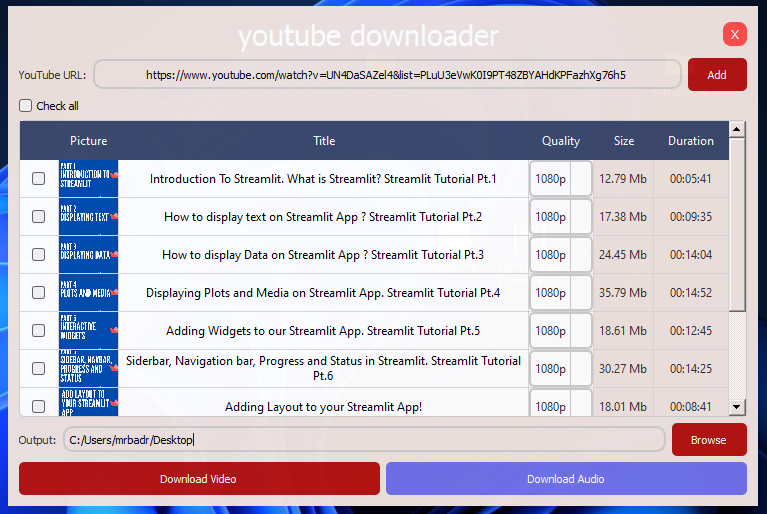 youtube downloader
X
YouTube URL:
https://www.youtube.com/watch?v=UN4DaSAZel4&list=PLuU3eVwK0I9PT48ZBYAHdKPFazhXg76h5
Add
Check all
Picture Title Quality Size Duration
PART 1
INTRODUCTION TO
STREAMLIT
Introduction To Streamlit. What is Streamlit? Streamlit Tutorial Pt.1 1080p 12.79 Mb 00:05:41
PART 2
DISPLAYING TEXT
How to display text on Streamlit App ? Streamlit Tutorial Pt.2 1080p 17.38 Mb 00:09:35
PART 3
DISPLAYING DATA
How to display Data on Streamlit App ? Streamlit Tutorial Pt.3 1080p 24.45 Mb 00:14:04
PART 4
PLOTS AND MEDIA
Displaying Plots and Media on Streamlit App. Streamlit Tutorial Pt.4 1080p 35.79 Mb 00:14:52
PART 5
INTERACTIVE
WIDGETS
Adding Widgets to our Streamlit App. Streamlit Tutorial Pt.5 1080p 18.61 Mb 00:12:45
SIDEBAR, NAVBAR,
PROGRESS AND
STATUS
Siderbar, Navigation bar, Progress and Status in Streamlit. Streamlit Tutorial
Pt.6
1080p 30.27 Mb 00:14:25
ADD LAYOUT TO
YOUR STREAMLIT
APP
Adding Layout to your Streamlit App! 1080p 18.01 Mb 00:08:41
Output: C:/Users/mrbadr/Desktop
Browse
Download Video
Download Audio